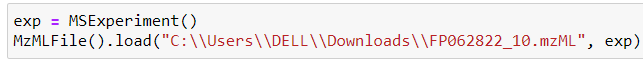 exp = MSExperiment()
MzMLFile().load("C:\\Users\\DELL\\Downloads\\FP062822_10.mzML", exp)